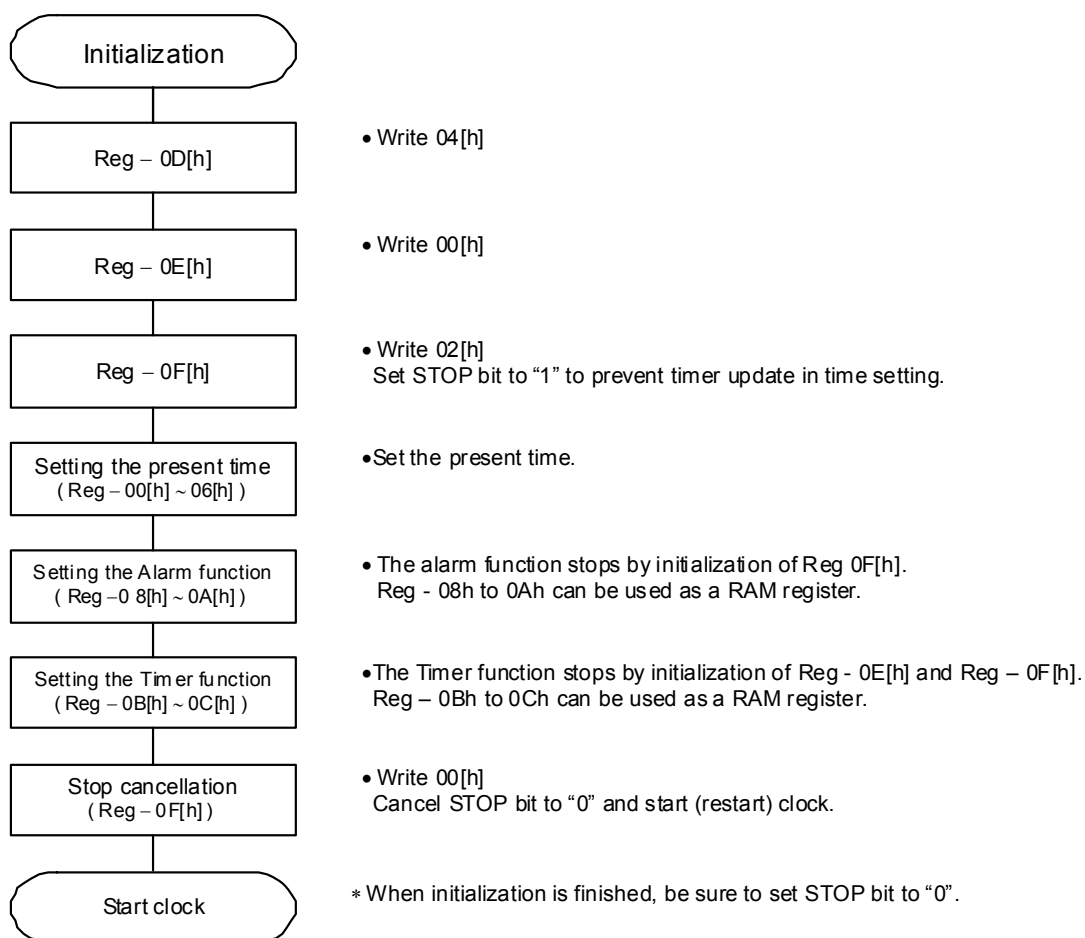 Initialization
Reg – 0D[h]
• Write 04[h]
Reg – 0E[h]
• Write 00[h]
Reg – 0F[h]
• Write 02[h]
Set STOP bit to “1” to prevent timer update in time setting.
Setting the present time
( Reg – 00[h] ~ 06[h] )
•Set the present time.
Setting the Alarm function
( Reg –0 8[h] ~ 0A[h] )
• The alarm function stops by initialization of Reg 0F[h].
Reg - 08h to 0Ah can be used as a RAM register.
Setting the Timer function
( Reg – 0B[h] ~ 0C[h] )
•The Timer function stops by initialization of Reg - 0E[h] and Reg – 0F[h].
Reg – 0Bh to 0Ch can be used as a RAM register.
Stop cancellation
( Reg – 0F[h] )
• Write 00[h]
Cancel STOP bit to “0” and start (restart) clock.
Start clock
* When initialization is finished, be sure to set STOP bit to “0”.